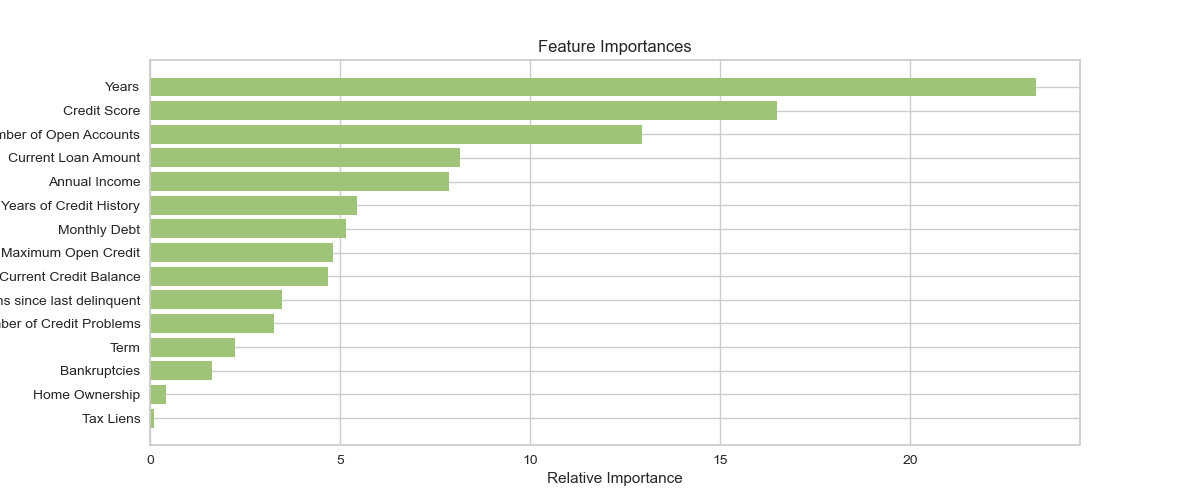 Feature Importances
Years
Credit Score
mber of Open Accounts
Current Loan Amount
Annual Income
Years of Credit History
Monthly Debt
Maximum Open Credit
Current Credit Balance
ns since last delinquent
ber of Credit Problems
Term
Bankruptcies
Home Ownership
Tax Liens
0 5 10 15 20
Relative Importance